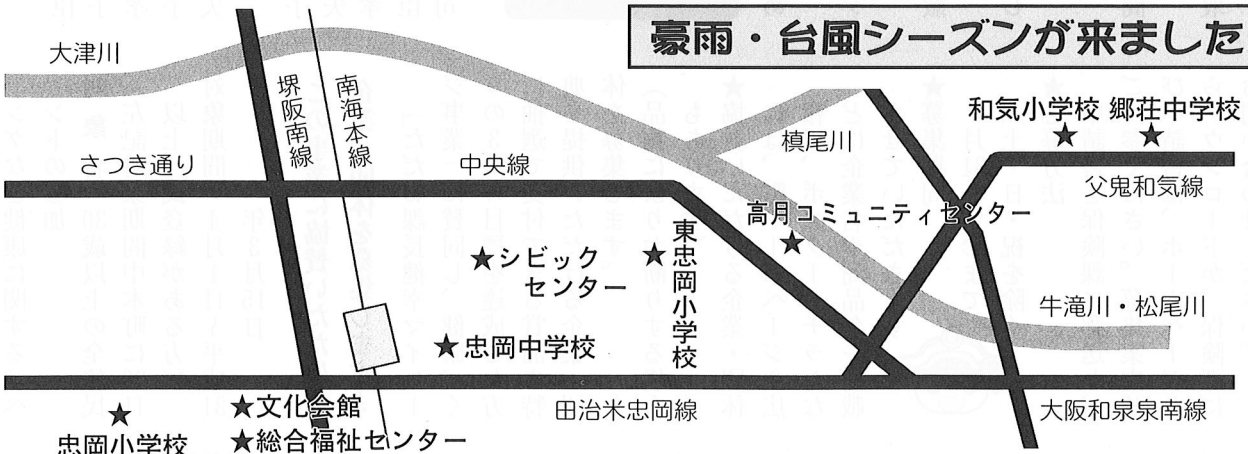 豪雨・台風シーズンが来ました
大津川
堺阪南線
南海本線
和気小学校
郷荘中学校
槙尾川
さつき通り
中央線
父鬼和気線
高月コミュニティセンター
★シビック
センター
東忠岡小学校
牛滝川・松尾川
★忠岡中学校
★文化会館
田治米忠岡線
大阪和泉泉南線
忠岡小学校
★総合福祉センター